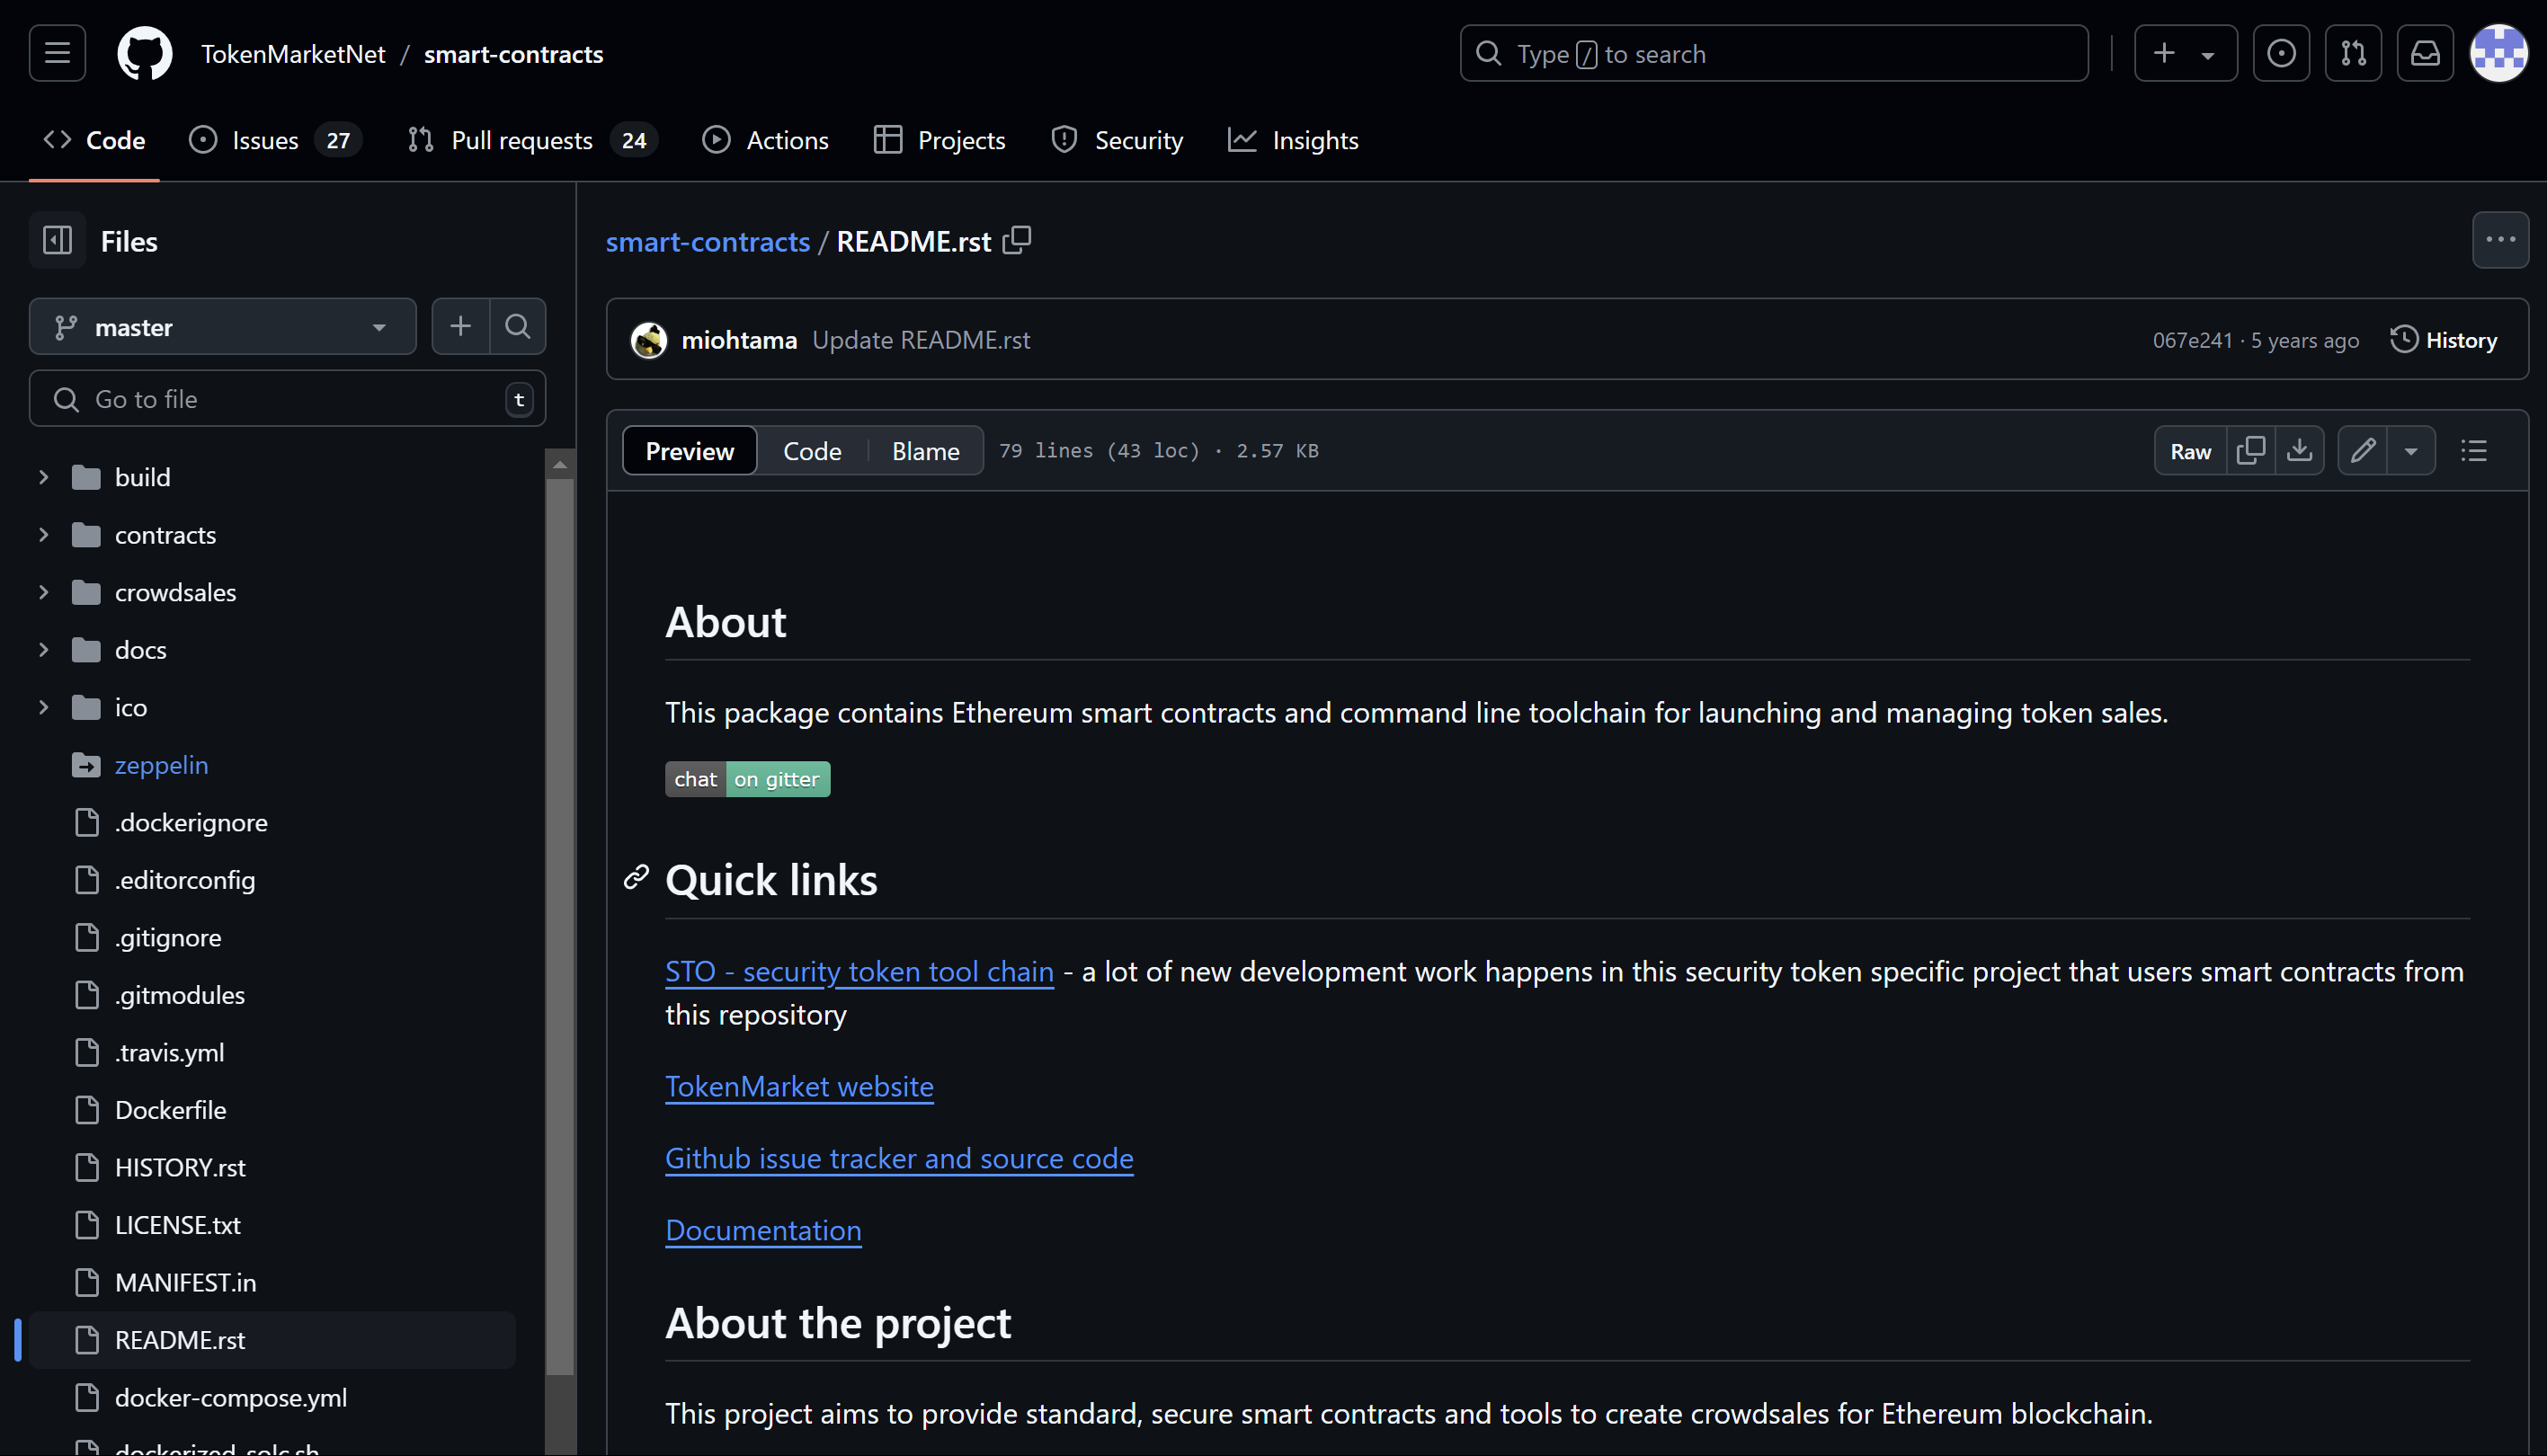 TokenMarketNet / smart-contracts
Type / to search
Code
Issues 27
Pull requests 24
Actions
Projects
Security
Insights
Files
master
Go to file
t
build
contracts
crowdsales
docs
ico
zeppelin
.dockerignore
.editorconfig
.gitignore
.gitmodules
.travis.yml
Dockerfile
HISTORY.rst
LICENSE.txt
MANIFEST.in
README.rst
docker-compose.yml
dockerized-solc.sh
smart-contracts / README.rst
miohtama Update README.rst
067e241 · 5 years ago
History
Preview
Code
Blame
79 lines (43 loc) · 2.57 KB
Raw
About
This package contains Ethereum smart contracts and command line toolchain for launching and managing token sales.
chat on gitter
Quick links
STO - security token tool chain - a lot of new development work happens in this security token specific project that users smart contracts from
this repository
TokenMarket website
Github issue tracker and source code
Documentation
About the project
This project aims to provide standard, secure smart contracts and tools to create crowdsales for Ethereum blockchain.